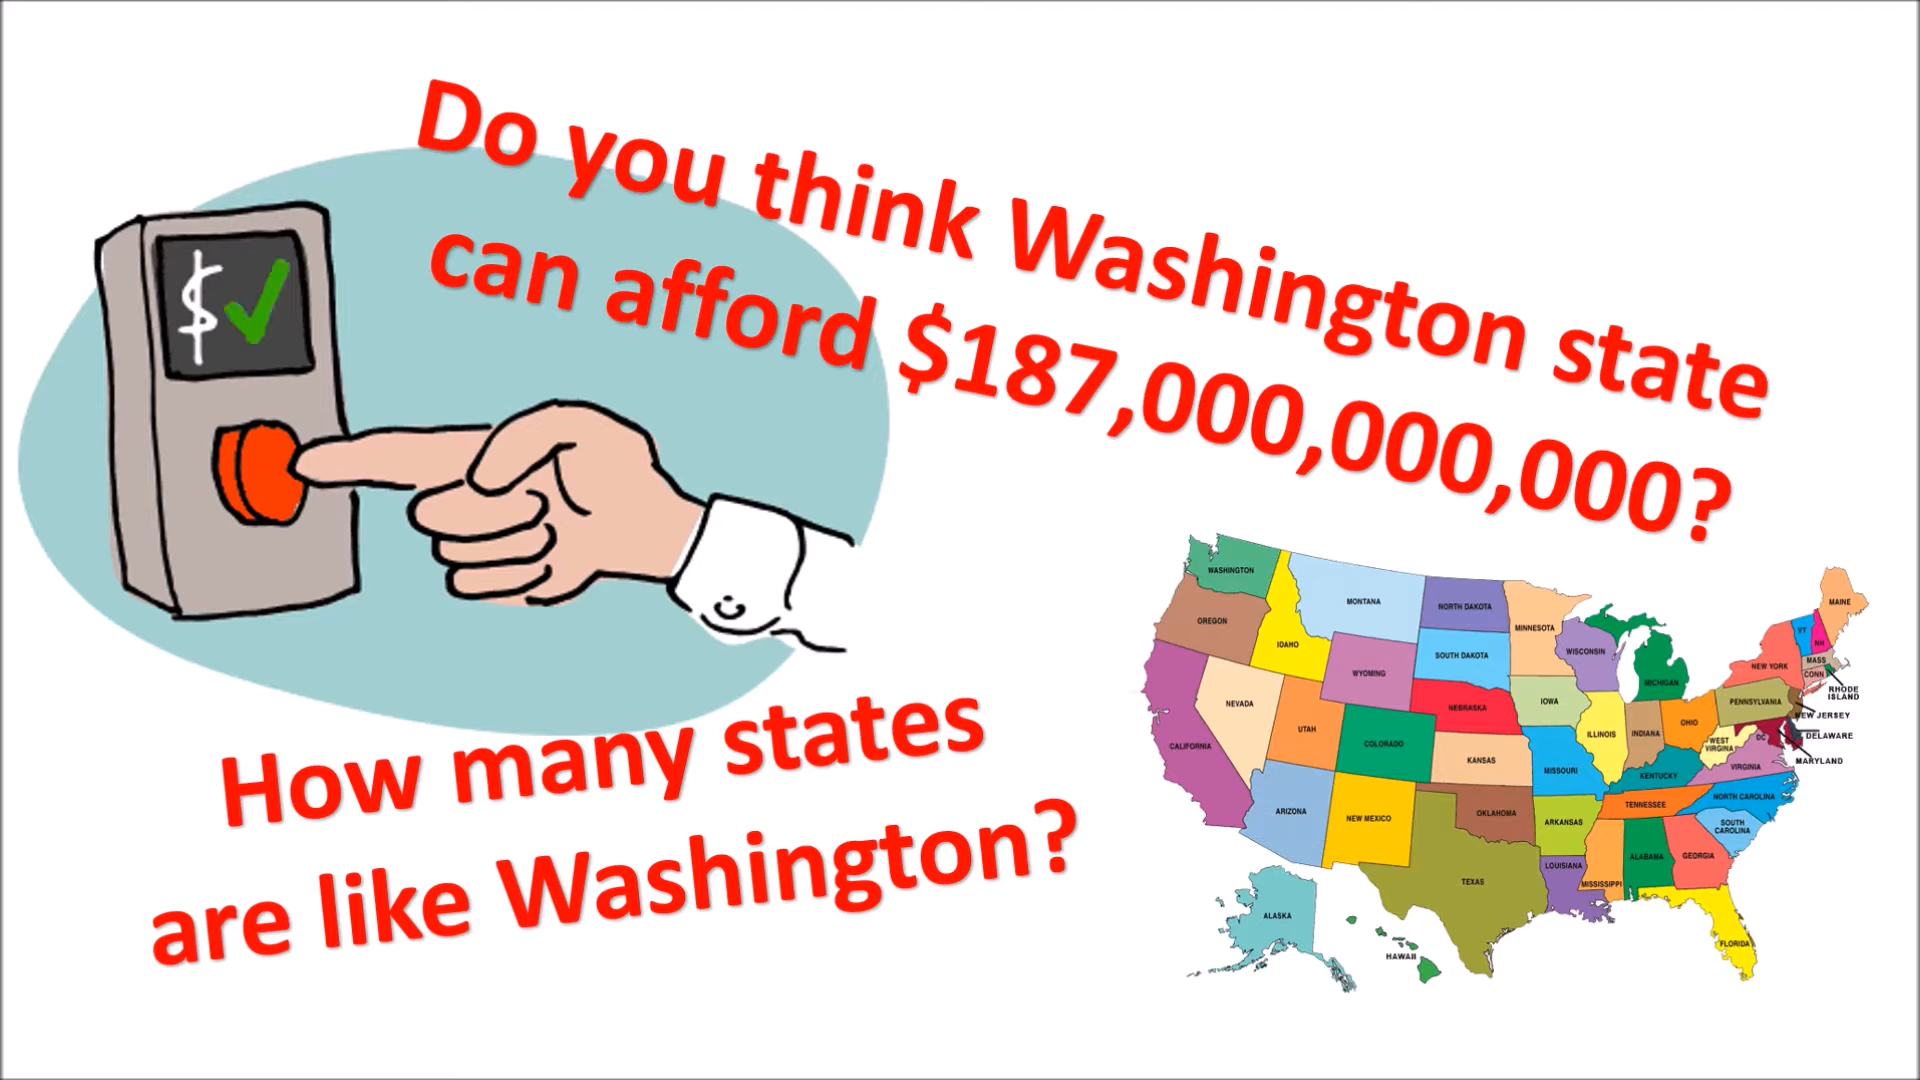 Do you think Washington state
can afford $187,000,000,000?
$
How many states
are like Washington?
WASHINGTON
OREGON
CALIFORNIA
IDAHO
NEVADA
MONTANA
WYOMING
UTAH
COLORADO
ARIZONA
NEW MEXICO
NORTH DAKOTA
SOUTH DAKOTA
NEBRASKA
KANSAS
OKLAHOMA
TEXAS
MINNESOTA
IOWA
MISSOURI
ARKANSAS
LOUISIANA
WISCONSIN
ILLINOIS
MICHIGAN
INDIANA
OHIO
KENTUCKY
TENNESSEE
MISSISSIPPI
ALABAMA
GEORGIA
FLORIDA
SOUTH
CAROLINA
NORTH CAROLINA
VIRGINIA
WEST
VIRGINIA
DC
PENNSYLVANIA
NEW YORK
VT
NH
MAINE
MASS
CONN
RHODE
ISLAND
NEW JERSEY
DELAWARE
MARYLAND
ALASKA
HAWAII